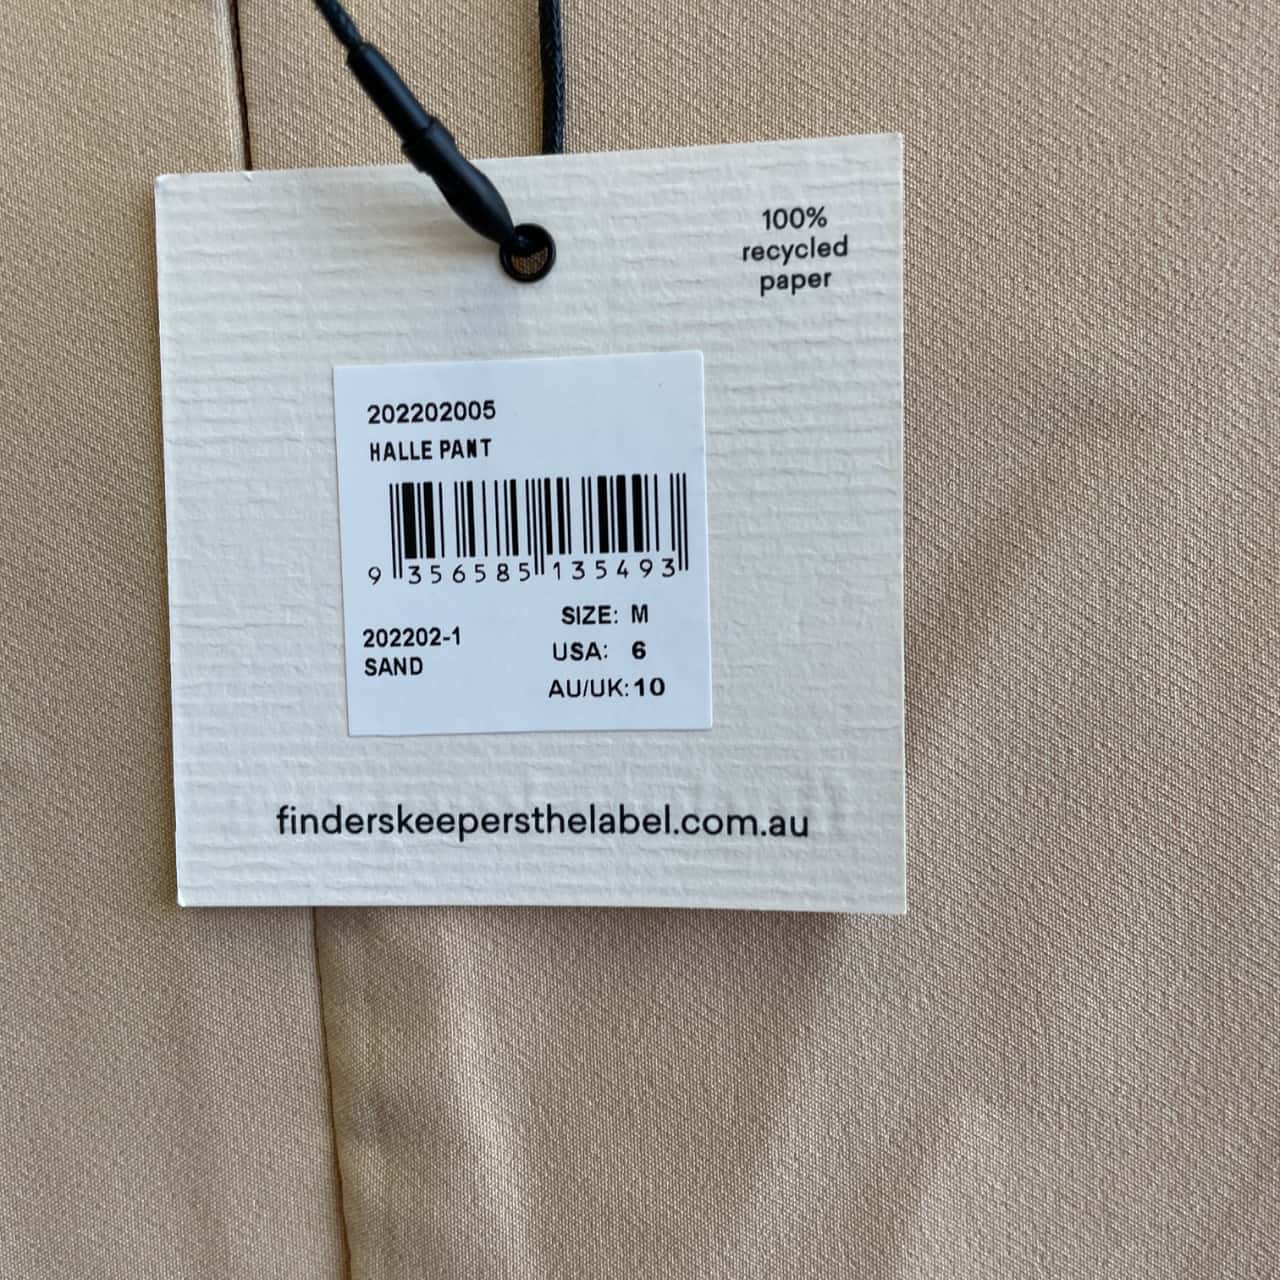 100%
recycled
paper
202202005
HALLE PANT
9 356585 135493
SIZE: M
202202-1
USA: 6
SAND
AU/UK: 10
finderskeepersthelabel.com.au